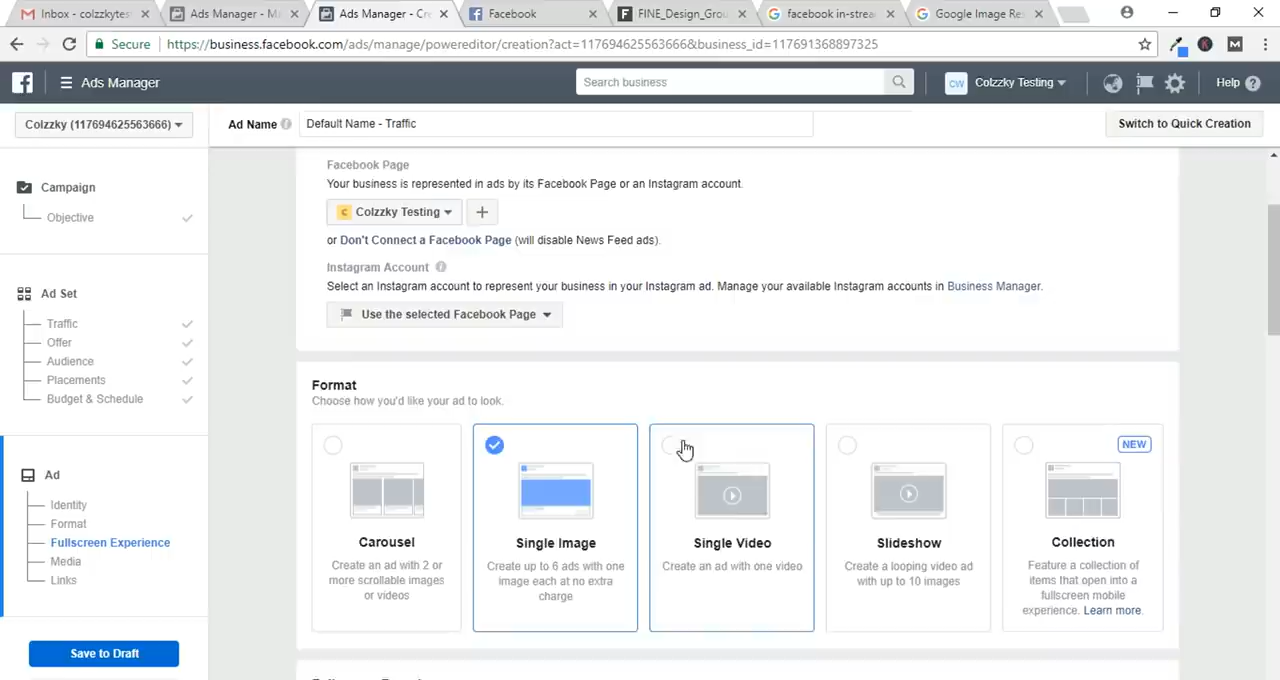 Inbox - colzzkytes
Ads Manager - M
Ads Manager - Cr
Facebook
FINE_Design_Grou
facebook in-strea
Google Image Re
Secure
https://business.facebook.com/ads/manage/powereditor/creation?act=117694625563666&business_id=117691368897325
Ads Manager
Search business
CW
Colzzky Testing
Help
Colzzky (117694625563666)
Ad Name
Default Name - Traffic
Switch to Quick Creation
Campaign
Objective
Ad Set
Traffic
Offer
Audience
Placements
Budget & Schedule
Ad
Identity
Format
Fullscreen Experience
Media
Links
Save to Draft
Facebook Page
Your business is represented in ads by its Facebook Page or an Instagram account.
C Colzzky Testing
+
or Don't Connect a Facebook Page (will disable News Feed ads).
Instagram Account
Select an Instagram account to represent your business in your Instagram ad. Manage your available Instagram accounts in Business Manager.
Use the selected Facebook Page
Format
Choose how you'd like your ad to look.
Carousel
Create an ad with 2 or
more scrollable images
or videos
Single Image
Create up to 6 ads with one
image each at no extra
charge
Single Video
Create an ad with one video
Slideshow
Create a looping video ad
with up to 10 images
NEW
Collection
Feature a collection of
items that open into a
fullscreen mobile
experience. Learn more.